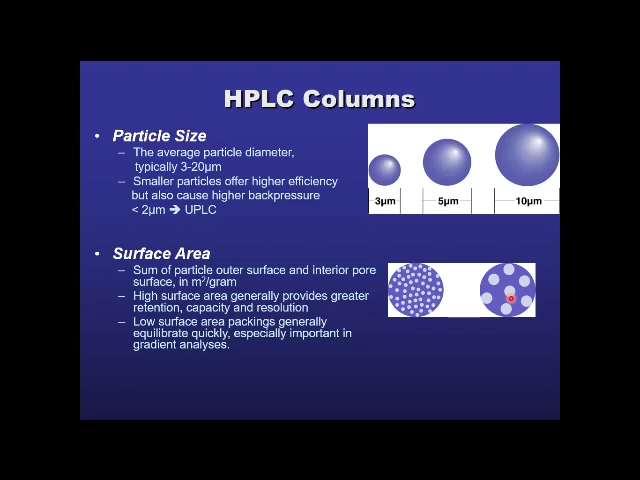 HPLC Columns
• Particle Size
– The average particle diameter,
typically 3-20µm
– Smaller particles offer higher efficiency
but also cause higher backpressure
< 2µm ➔ UPLC
3µm 5µm 10µm
• Surface Area
– Sum of particle outer surface and interior pore
surface, in m²/gram
– High surface area generally provides greater
retention, capacity and resolution
– Low surface area packings generally
equilibrate quickly, especially important in
gradient analyses.